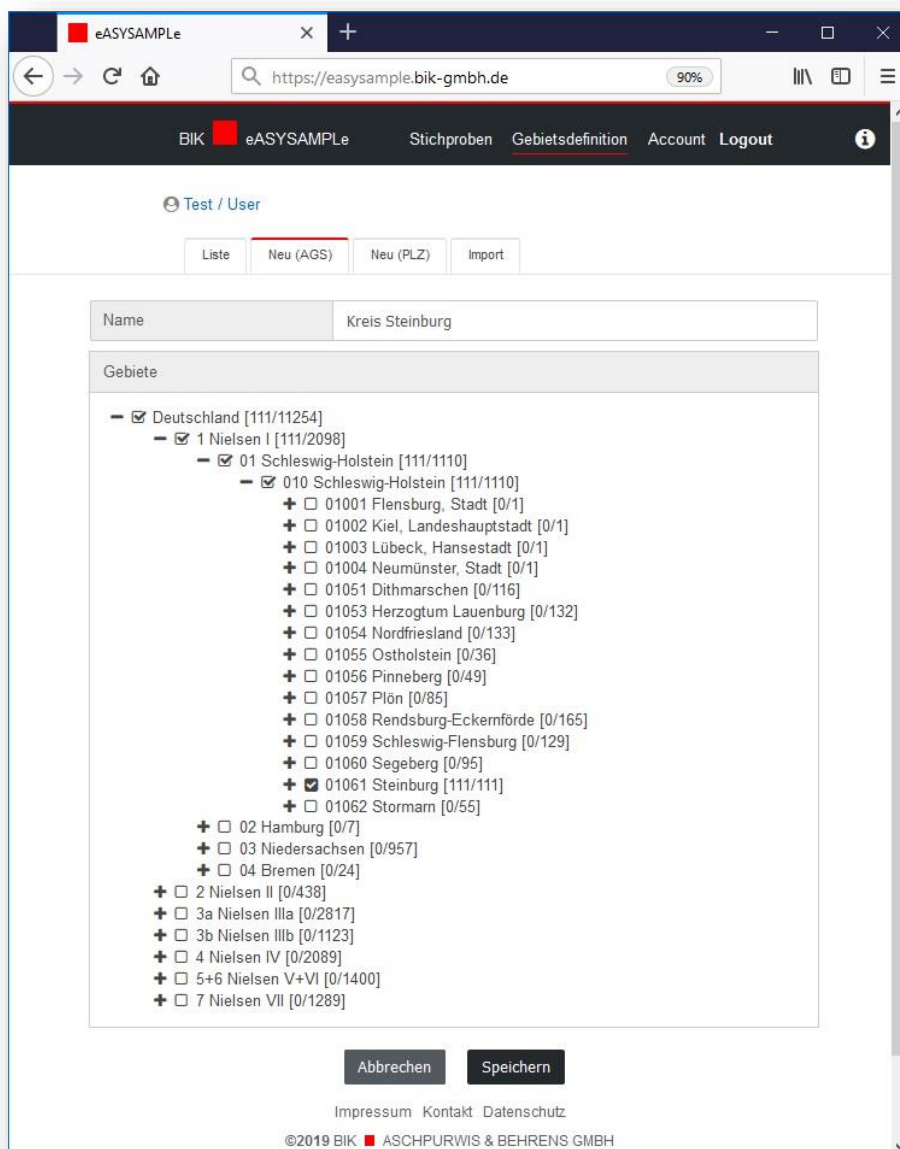 eASYSAMPLe
https://easysample.bik-gmbh.de 90%
BIK eASYSAMPLe Stichproben Gebietsdefinition Account Logout
Test / User
Liste Neu (AGS) Neu (PLZ) Import
Name Kreis Steinburg
Gebiete
Deutschland [111/11254]
1 Nielsen I [111/2098]
01 Schleswig-Holstein [111/1110]
010 Schleswig-Holstein [111/1110]
01001 Flensburg, Stadt [0/1]
01002 Kiel, Landeshauptstadt [0/1]
01003 Lübeck, Hansestadt [0/1]
01004 Neumünster, Stadt [0/1]
01051 Dithmarschen [0/116]
01053 Herzogtum Lauenburg [0/132]
01054 Nordfriesland [0/133]
01055 Ostholstein [0/36]
01056 Pinneberg [0/49]
01057 Plön [0/85]
01058 Rendsburg-Eckernförde [0/165]
01059 Schleswig-Flensburg [0/129]
01060 Segeberg [0/95]
01061 Steinburg [111/111]
01062 Stormarn [0/55]
02 Hamburg [0/7]
03 Niedersachsen [0/957]
04 Bremen [0/24]
2 Nielsen II [0/438]
3a Nielsen IIIa [0/2817]
3b Nielsen IIIb [0/1123]
4 Nielsen IV [0/2089]
5+6 Nielsen V+VI [0/1400]
7 Nielsen VII [0/1289]
Abbrechen Speichern
Impressum Kontakt Datenschutz
©2019 BIK ASCHPURWIS & BEHRENS GMBH